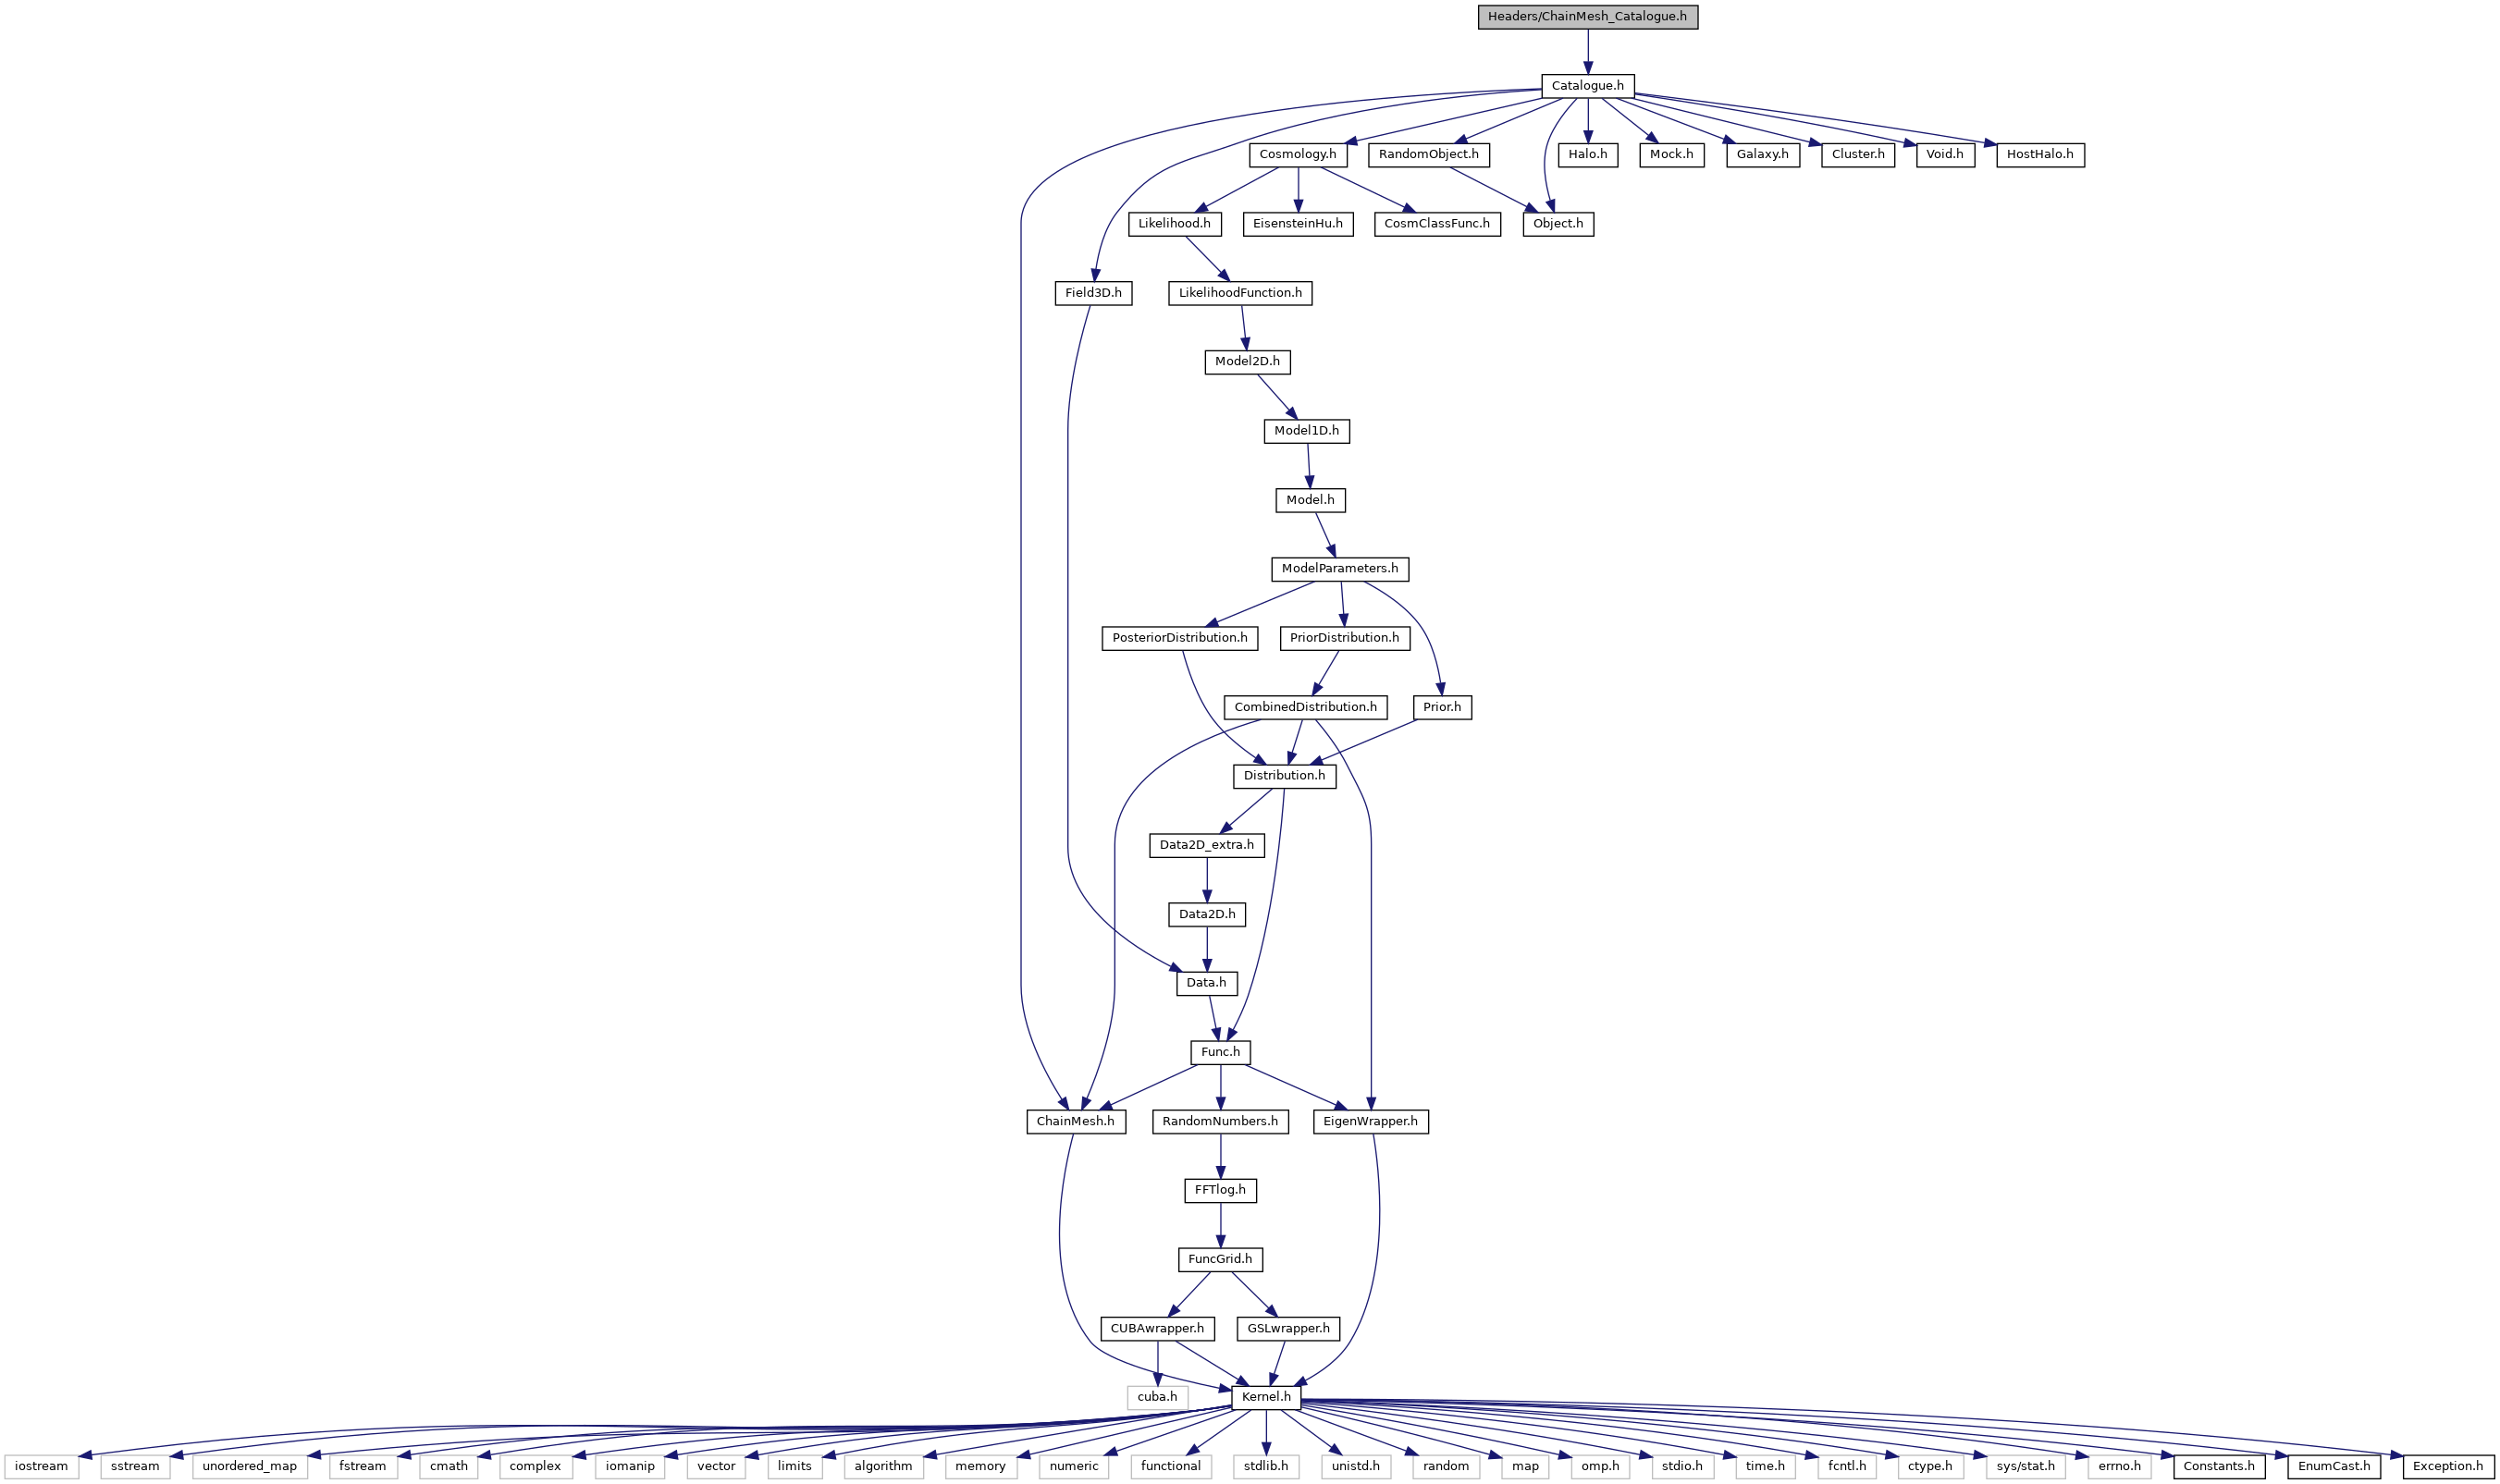 Headers/ChainMesh_Catalogue.h
Catalogue.h
Cosmology.h
RandomObject.h
Halo.h
Mock.h
Galaxy.h
Cluster.h
Void.h
HostHalo.h
Likelihood.h
EisensteinHu.h
CosmClassFunc.h
Object.h
Field3D.h
LikelihoodFunction.h
Model2D.h
Model1D.h
Model.h
ModelParameters.h
PosteriorDistribution.h
PriorDistribution.h
CombinedDistribution.h
Prior.h
Distribution.h
Data2D_extra.h
Data2D.h
Data.h
Func.h
ChainMesh.h
RandomNumbers.h
EigenWrapper.h
FFTlog.h
FuncGrid.h
CUBAwrapper.h
GSLwrapper.h
cuba.h
Kernel.h
iostream
sstream
unordered_map
fstream
cmath
complex
iomanip
vector
limits
algorithm
memory
numeric
functional
stdlib.h
unistd.h
random
map
omp.h
stdio.h
time.h
fcntl.h
ctype.h
sys/stat.h
errno.h
Constants.h
EnumCast.h
Exception.h